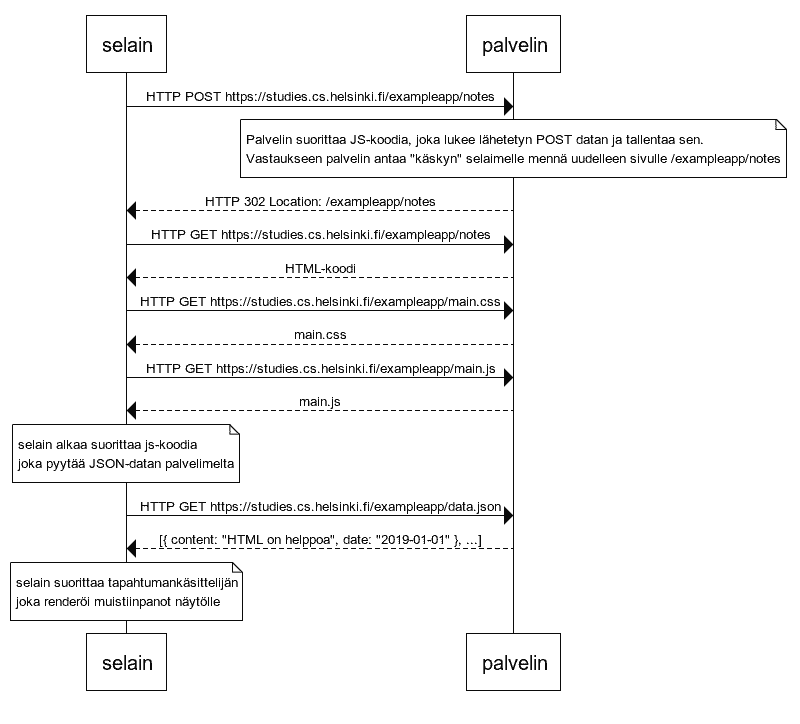 selain
palvelin
HTTP POST https://studies.cs.helsinki.fi/exampleapp/notes
Palvelin suorittaa JS-koodia, joka lukee lähetetyn POST datan ja tallentaa sen.
Vastaukseen palvelin antaa "käskyn" selaimelle mennä uudelleen sivulle /exampleapp/notes
HTTP 302 Location: /exampleapp/notes
HTTP GET https://studies.cs.helsinki.fi/exampleapp/notes
HTML-koodi
HTTP GET https://studies.cs.helsinki.fi/exampleapp/main.css
main.css
HTTP GET https://studies.cs.helsinki.fi/exampleapp/main.js
main.js
selain alkaa suorittaa js-koodia
joka pyytää JSON-datan palvelimelta
HTTP GET https://studies.cs.helsinki.fi/exampleapp/data.json
[{ content: "HTML on helppoa", date: "2019-01-01" }, ...]
selain suorittaa tapahtumankäsittelijän
joka renderöi muistiinpanot näytölle
selain
palvelin